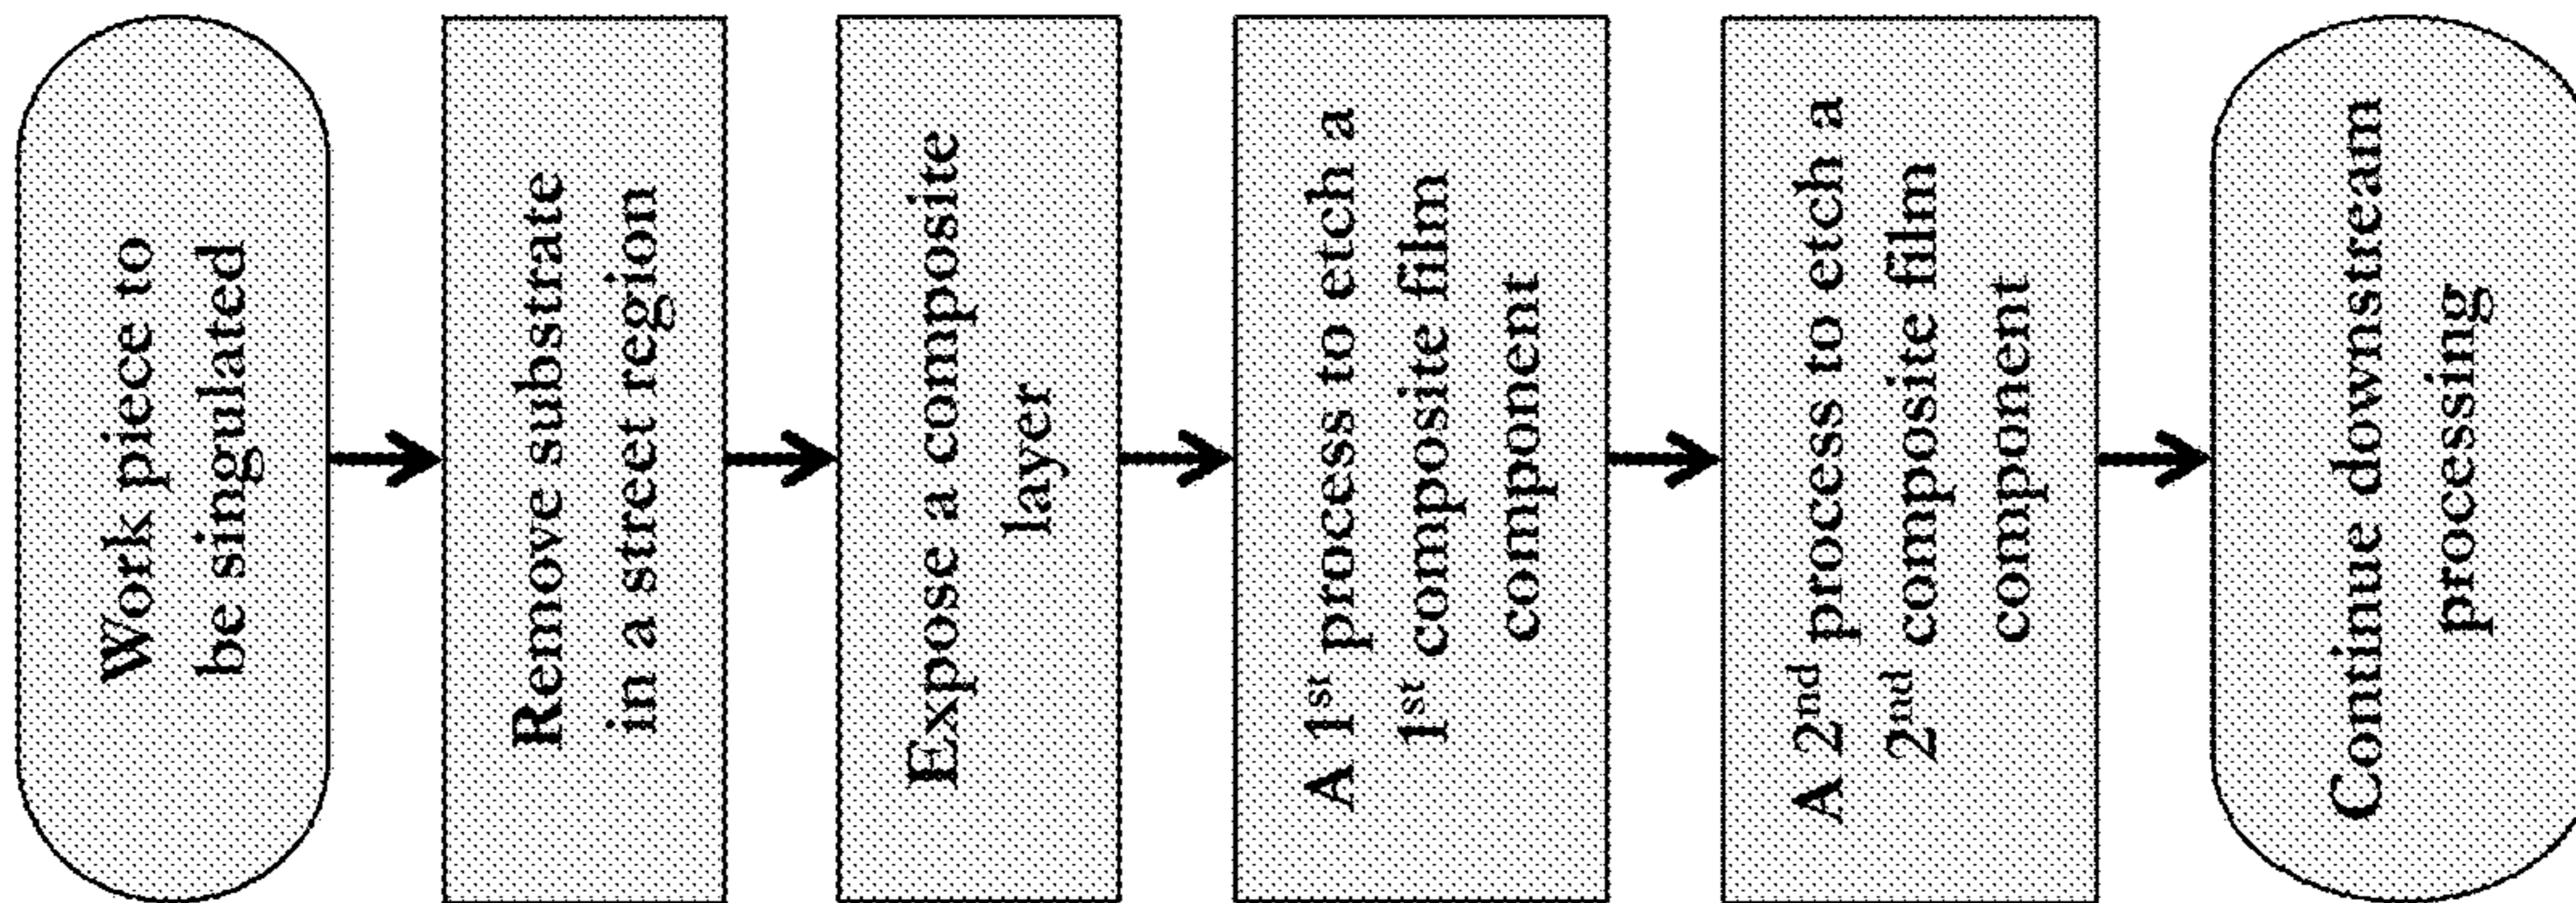 Work piece to
be singulated
Remove substrate
in a street region
Expose a composite
layer
A 1st process to etch a
1st composite film
component
A 2nd process to etch a
2nd composite film
component
Continue downstream
processing